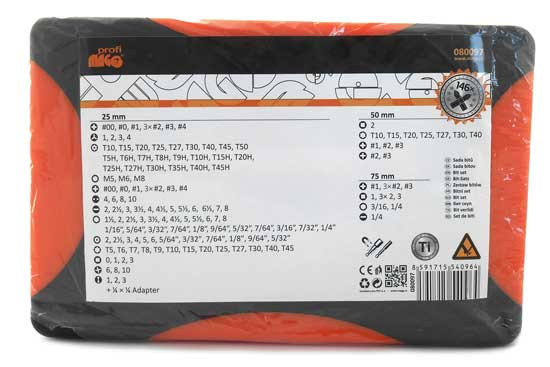 profi
MAGG
080097
146×
25 mm
#00, #0, #1, 3× #2, #3, #4
1, 2, 3, 4
T10, T15, T20, T25, T27, T30, T40, T45, T50
T5H, T6H, T7H, T8H, T9H, T10H, T15H, T20H,
T25H, T27H, T30H, T35H, T40H, T45H
M5, M6, M8
#00, #0, #1, 3× #2, #3, #4
4, 6, 8, 10
2, 2½, 3, 3½, 4, 4½, 5, 5½, 6, 6½, 7, 8
1½, 2, 2½, 3, 3½, 4, 4½, 5, 5½, 6, 7, 8
1/16", 5/64", 3/32", 7/64", 1/8", 9/64", 5/32", 7/64", 3/16", 7/32", 1/4"
2, 2½, 3, 4, 5, 6, 5/64", 3/32", 7/64", 1/8", 9/64", 5/32"
T5, T6, T7, T8, T9, T10, T15, T20, T25, T27, T30, T40, T45
0, 1, 2, 3
6, 8, 10
1, 2, 3
+ ¼ × ¼ Adapter
50 mm
2
T10, T15, T20, T25, T27, T30, T40
#1, #2, #3
#2, #3
75 mm
#1, 3× #2, #3
1, 3× 2, 3
3/16, 1/4
1/4
Sada bitů
Sada bitov
Bit set
Bit-Satz
Zestaw bitów
Bitni set
Bit set
Бит сеуп
Bit verfiöl
Set de biti
Ti
CE
8 591715 540964
080097